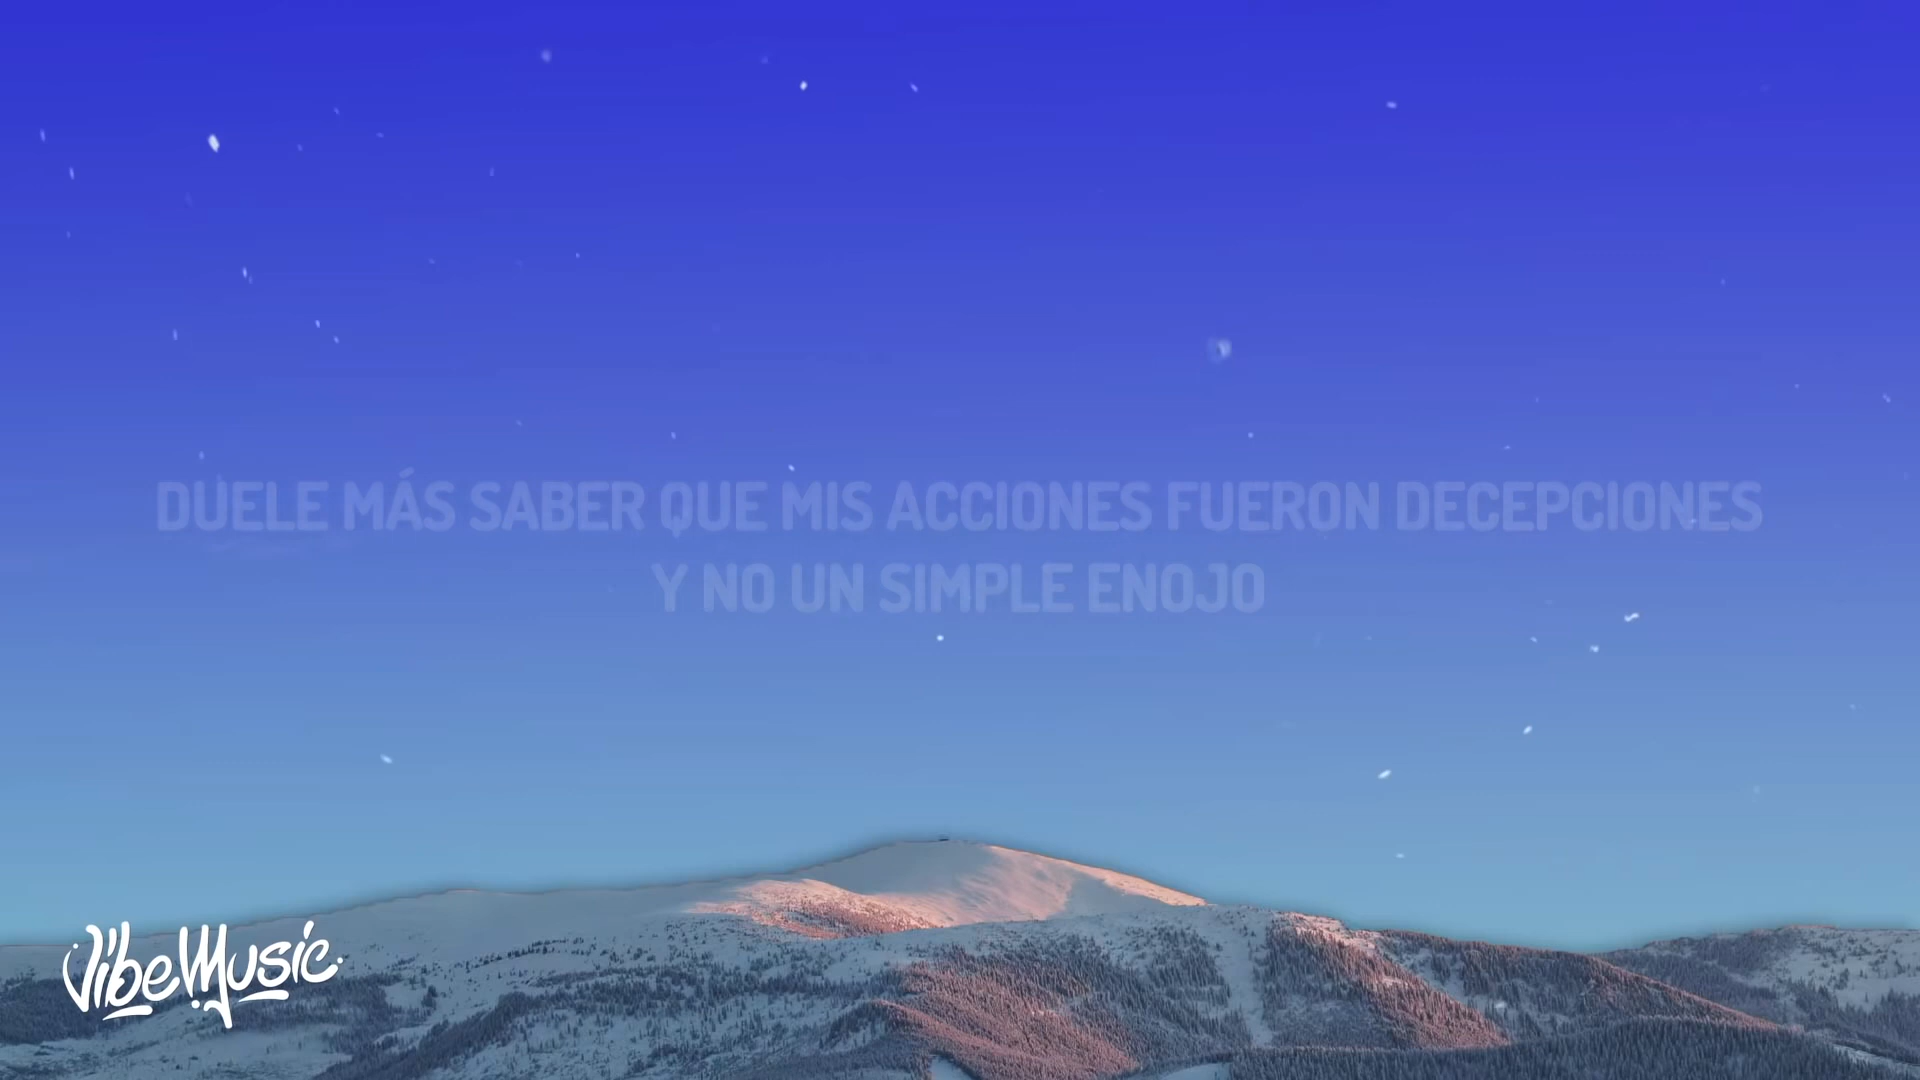 DUELE MÁS SABER QUE MIS ACCIONES FUERON DECEPCIONES
Y NO UN SIMPLE ENOJO
VibeMusic